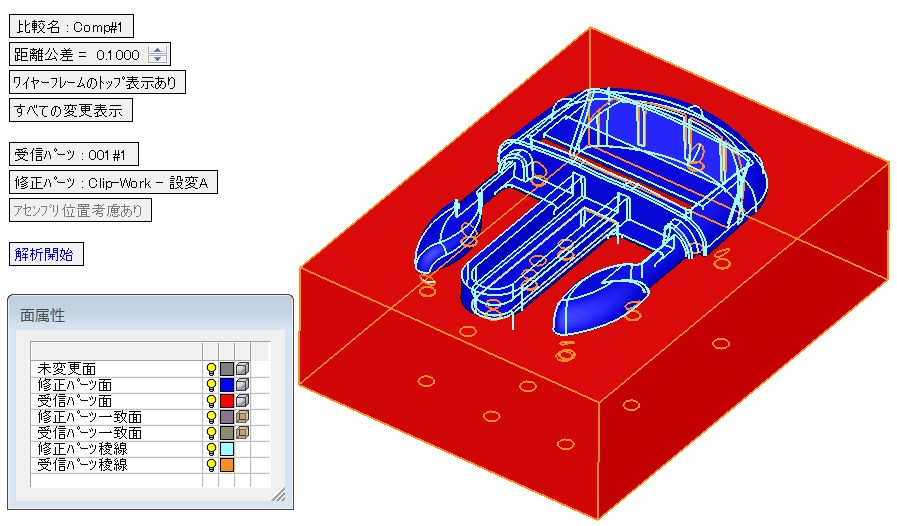 比較名 : Comp#1
距離公差 = 0.1000
ﾜｲﾔｰﾌﾚｰﾑのﾄｯﾌﾟ表示あり
すべての変更表示
受信ﾊﾟｰﾂ : 001#1
修正ﾊﾟｰﾂ : Clip-Work - 設変A
ｱｾﾝﾌﾞﾘ位置考慮あり
解析開始
面属性
未変更面
修正ﾊﾟｰﾂ面
受信ﾊﾟｰﾂ面
修正ﾊﾟｰﾂ一致面
受信ﾊﾟｰﾂ一致面
修正ﾊﾟｰﾂ稜線
受信ﾊﾟｰﾂ稜線